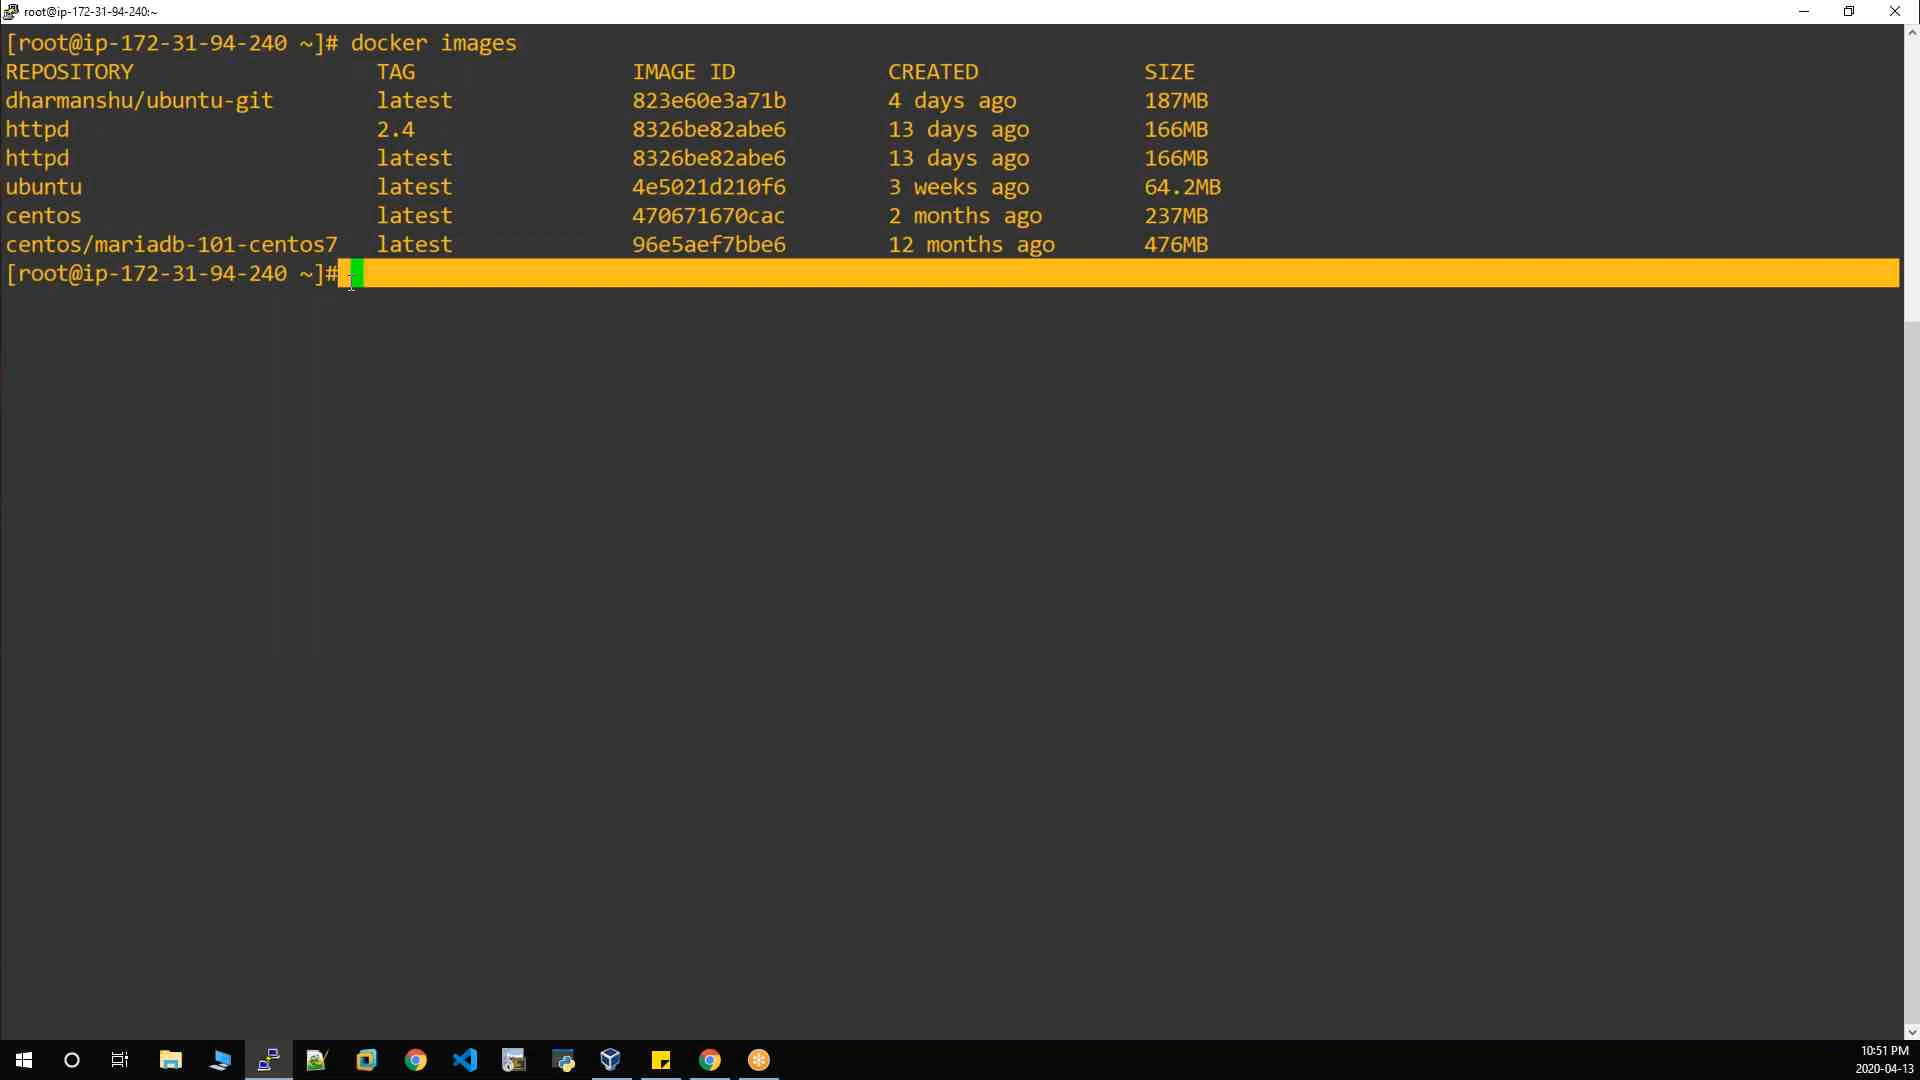 root@ip-172-31-94-240:~
[root@ip-172-31-94-240 ~]# docker images
REPOSITORY TAG IMAGE ID CREATED SIZE
dharmanshu/ubuntu-git latest 823e60e3a71b 4 days ago 187MB
httpd 2.4 8326be82abe6 13 days ago 166MB
httpd latest 8326be82abe6 13 days ago 166MB
ubuntu latest 4e5021d210f6 3 weeks ago 64.2MB
centos latest 470671670cac 2 months ago 237MB
centos/mariadb-101-centos7 latest 96e5aef7bbe6 12 months ago 476MB
[root@ip-172-31-94-240 ~]#
10:51 PM
2020-04-13